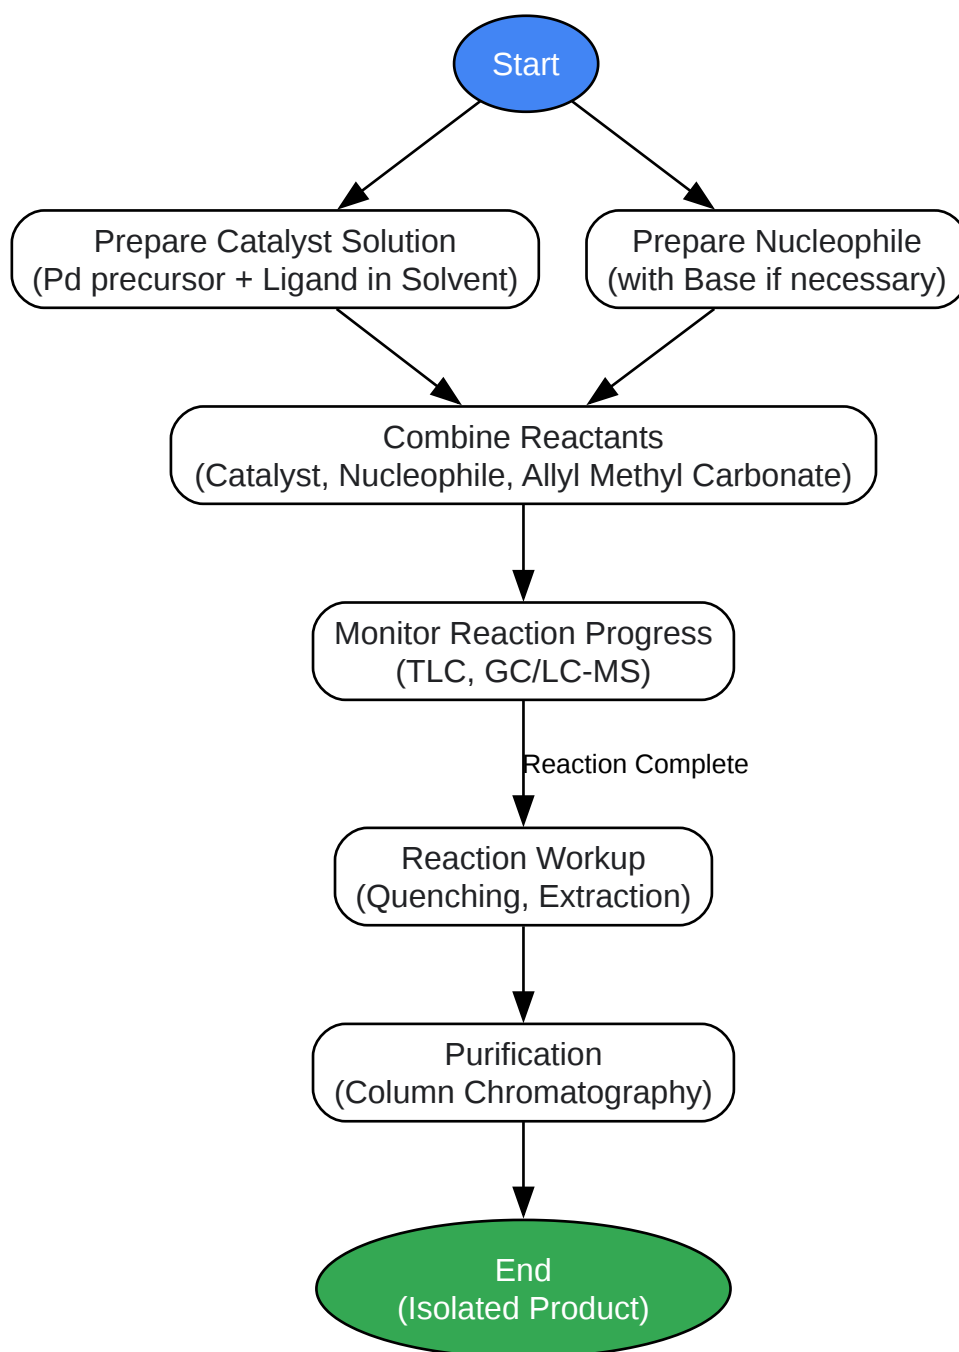 Start
Prepare Catalyst Solution
(Pd precursor + Ligand in Solvent)
Prepare Nucleophile
(with Base if necessary)
Combine Reactants
(Catalyst, Nucleophile, Allyl Methyl Carbonate)
Monitor Reaction Progress
(TLC, GC/LC-MS)
Reaction Complete
Reaction Workup
(Quenching, Extraction)
Purification
(Column Chromatography)
End
(Isolated Product)